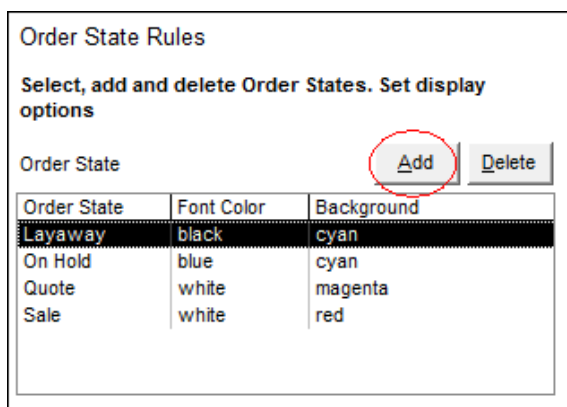 Order State Rules
Select, add and delete Order States. Set display
options
Order State Add Delete
Order State Font Color Background
Layaway black cyan
On Hold blue cyan
Quote white magenta
Sale white red